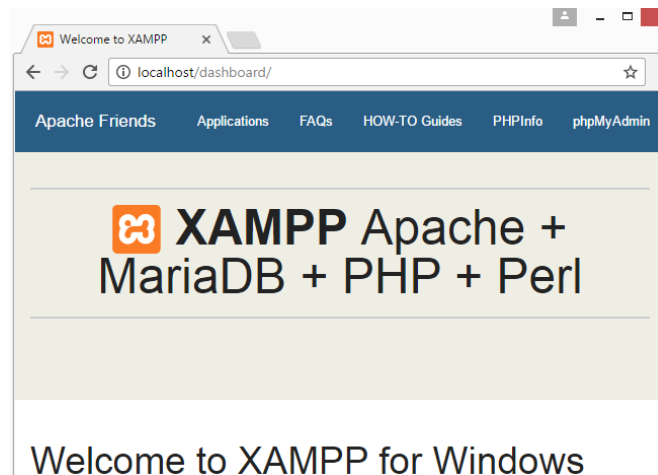 Welcome to XAMPP
localhost/dashboard/
Apache Friends Applications FAQs HOW-TO Guides PHPInfo phpMyAdmin
XAMPP Apache +
MariaDB + PHP + Perl
Welcome to XAMPP for Windows